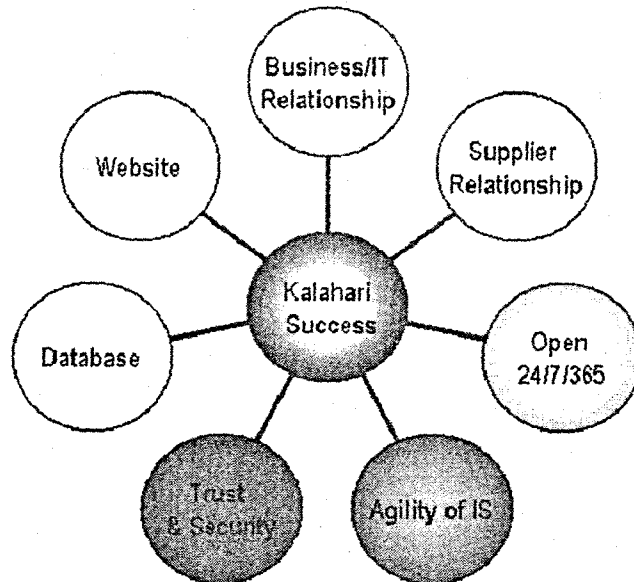 Business/IT
Relationship
Website
Supplier
Relationship
Kalahari
Success
Database
Open
24/7/365
Trust
& Security
Agility of IS